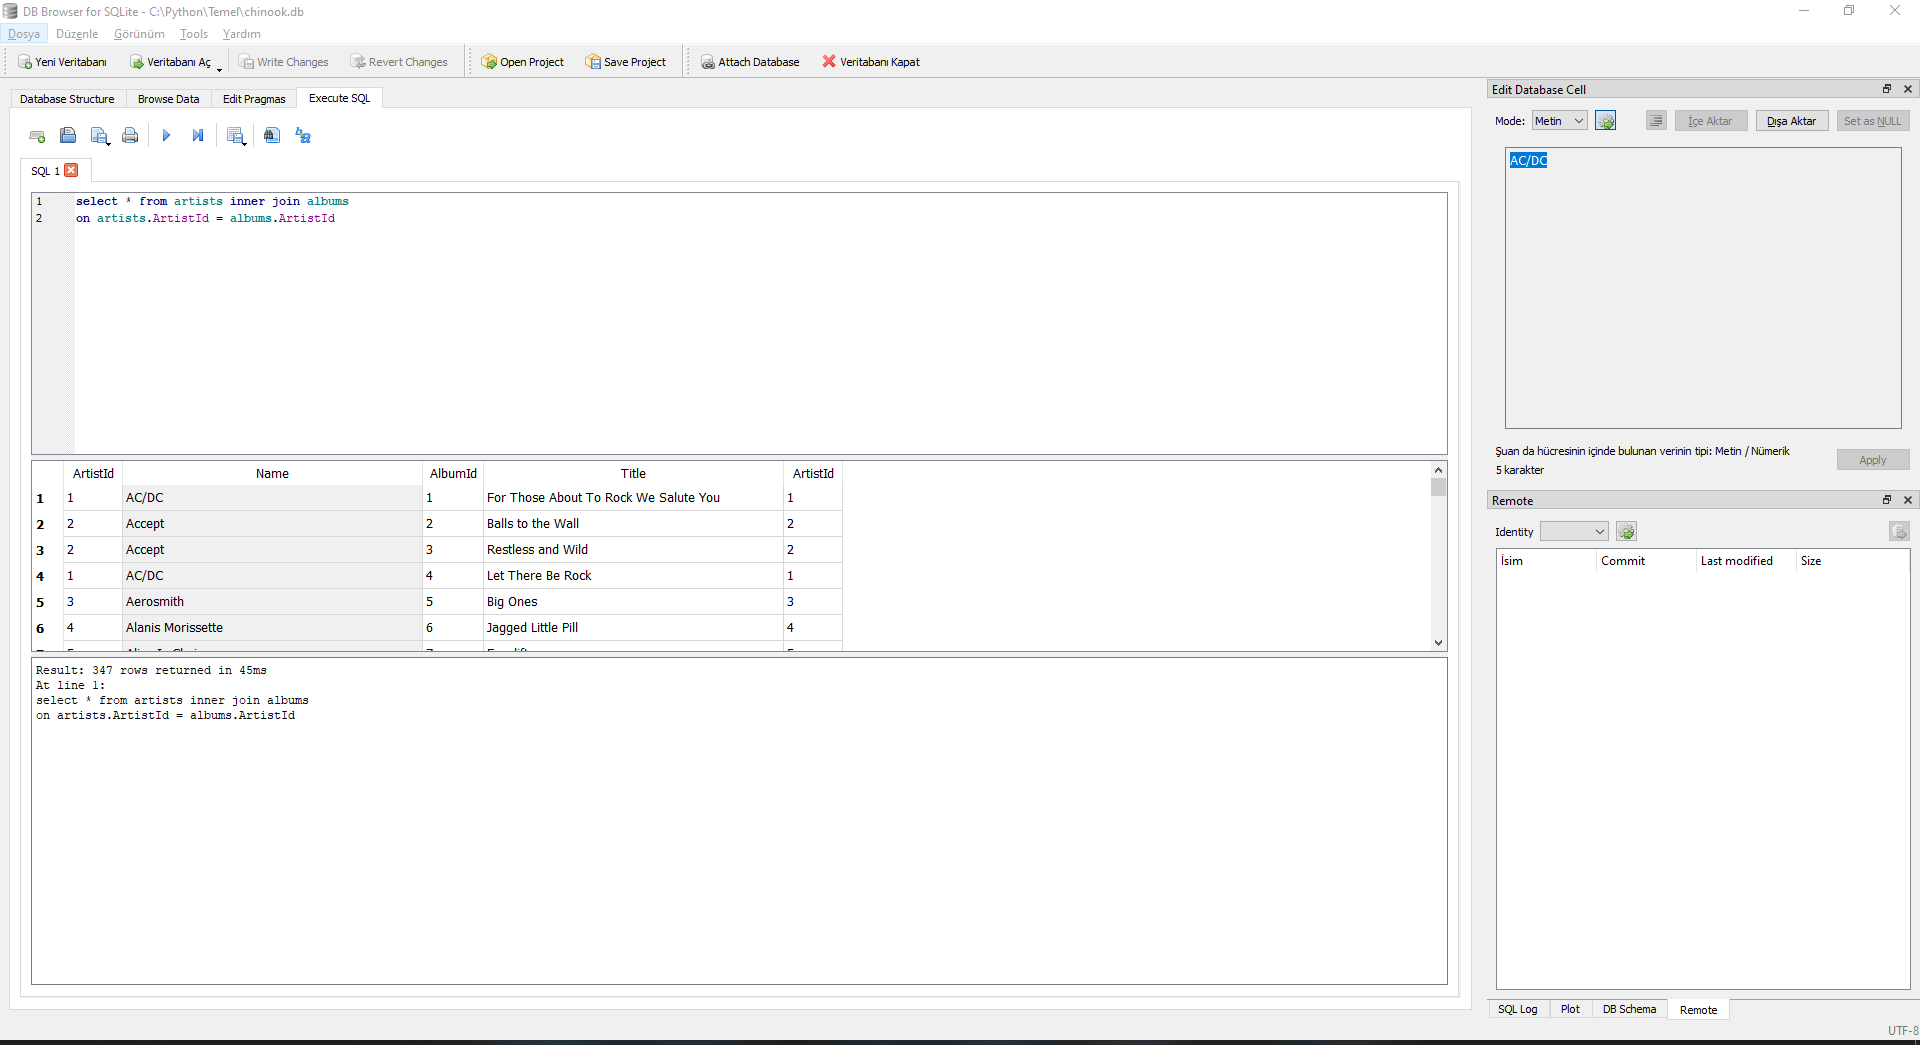 DB Browser for SQLite - C:\Python\Temel\chinook.db
Dosya Düzenle Görünüm Tools Yardım
Yeni Veritabanı Veritabanı Aç Write Changes Revert Changes Open Project Save Project Attach Database Veritabanı Kapat
Database Structure Browse Data Edit Pragmas Execute SQL
SQL 1
1 select * from artists inner join albums
2 on artists.ArtistId = albums.ArtistId
ArtistId Name AlbumId Title ArtistId
1 1 AC/DC 1 For Those About To Rock We Salute You 1
2 2 Accept 2 Balls to the Wall 2
3 2 Accept 3 Restless and Wild 2
4 1 AC/DC 4 Let There Be Rock 1
5 3 Aerosmith 5 Big Ones 3
6 4 Alanis Morissette 6 Jagged Little Pill 4
Result: 347 rows returned in 45ms
At line 1:
select * from artists inner join albums
on artists.ArtistId = albums.ArtistId
Edit Database Cell
Mode: Metin İçe Aktar Dışa Aktar Set as NULL
AC/DC
Şuan da hücresinin içinde bulunan verinin tipi: Metin / Nümerik
5 karakter
Apply
Remote
Identity
İsim Commit Last modified Size
SQL Log Plot DB Schema Remote
UTF-8